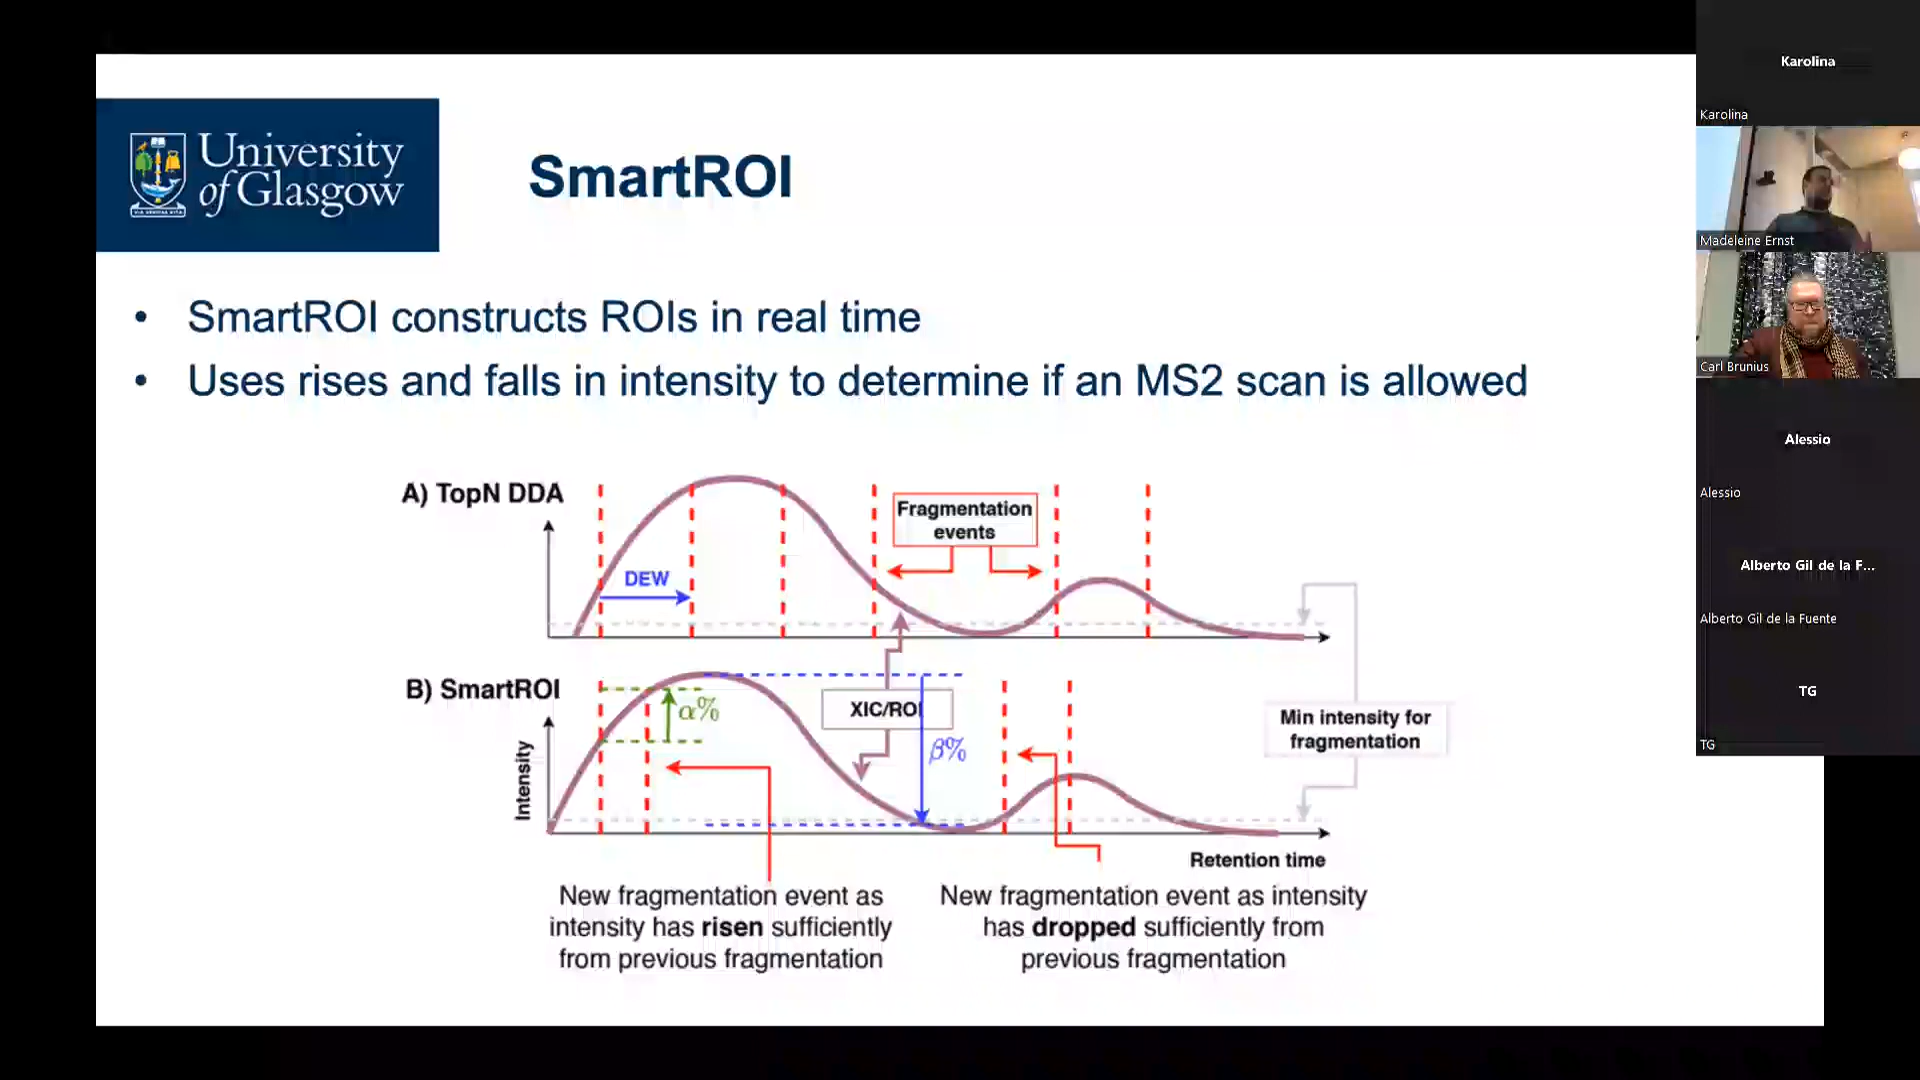 University
of Glasgow
VIA VERITAS VITA
SmartROI
• SmartROI constructs ROIs in real time
• Uses rises and falls in intensity to determine if an MS2 scan is allowed
A) TopN DDA
Fragmentation
events
DEW
B) SmartROI
α%
XIC/ROI
β%
Min intensity for
fragmentation
Intensity
Retention time
New fragmentation event as
intensity has risen sufficiently
from previous fragmentation
New fragmentation event as intensity
has dropped sufficiently from
previous fragmentation
Karolina
Karolina
Madeleine Ernst
Carl Brunius
Alessio
Alessio
Alberto Gil de la F...
Alberto Gil de la Fuente
TG
TG